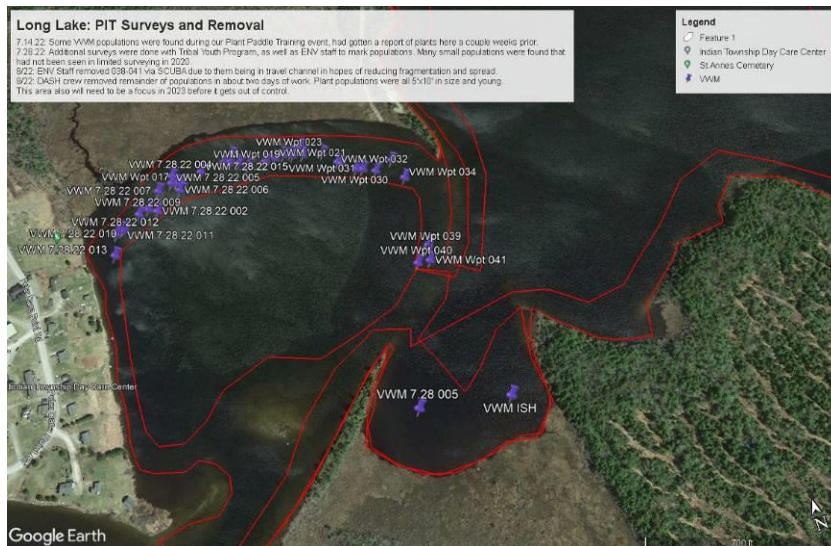 Long Lake: PIT Surveys and Removal
7.14.22: Some VWM populations were found during our Plant Paddle Training event, had gotten a report of plants here a couple weeks prior.
7.28.22: Additional surveys were done with Tribal Youth Program, as well as ENV staff to mark populations. Many small populations were found that
had not been seen in limited surveying in 2020.
8/22: ENV Staff removed 038-041 via SCUBA due to them being in travel channel in hopes of reducing fragmentation and spread.
9/22: DASH crew removed remainder of populations in about two days of work. Plant populations were all 5'x10' in size and young.
This area also will need to be a focus in 2023 before it gets out of control.
Legend
Feature 1
Indian Township Day Care Center
St Annes Cemetery
VWM
VWM Wpt 023
VWM 7.28.22 004
VWM Wpt 019
VWM Wpt 021
VWM Wpt 017
VWM 7.28.22 005
VWM 7.28.22 015
VWM Wpt 031
VWM Wpt 032
VWM 7.28.22 007
VWM 7.28.22 006
VWM Wpt 030
VWM Wpt 034
VWM 7.28.22 009
VWM 7.28.22 002
VWM 7.28.22 012
VWM 7.28.22 010
VWM 7.28.22 011
VWM 7.28.22 013
VWM Wpt 039
VWM Wpt 040
VWM Wpt 041
Indian Township Day Care Center
VWM 7.28 005
VWM ISH
Google Earth
N
700 ft